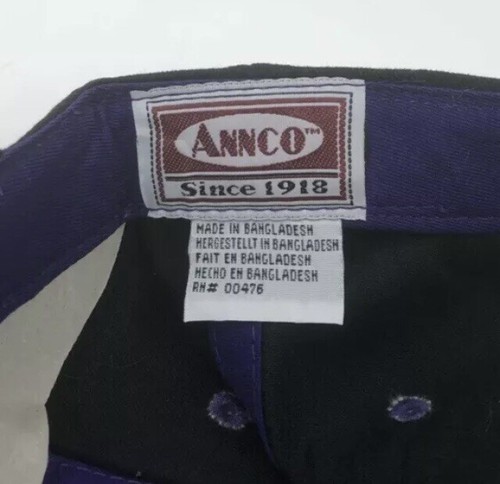 ANNCO™
Since 1918
MADE IN BANGLADESH
HERGESTELLT IN BANGLADESH
FAIT EN BANGLADESH
HECHO EN BANGLADESH
RN# 00476